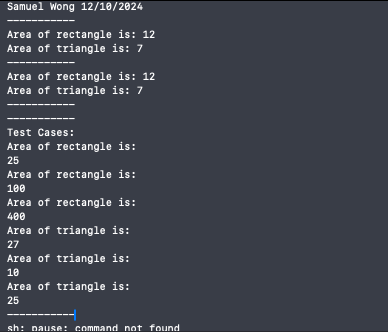 Samuel Wong 12/10/2024
-----------
Area of rectangle is: 12
Area of triangle is: 7
-----------
Area of rectangle is: 12
Area of triangle is: 7
-----------
-----------
Test Cases:
Area of rectangle is:
25
Area of rectangle is:
100
Area of rectangle is:
400
Area of triangle is:
27
Area of triangle is:
10
Area of triangle is:
25
-----------
sh: pause: command not found